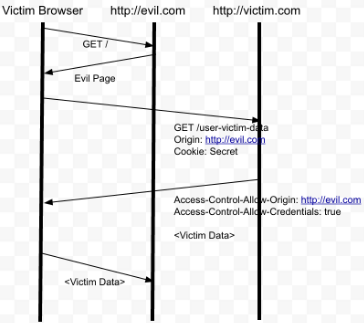 Victim Browser
http://evil.com
http://victim.com
GET /
Evil Page
GET /user-victim-data
Origin: http://evil.com
Cookie: Secret
Access-Control-Allow-Origin: http://evil.com
Access-Control-Allow-Credentials: true
<Victim Data>
<Victim Data>